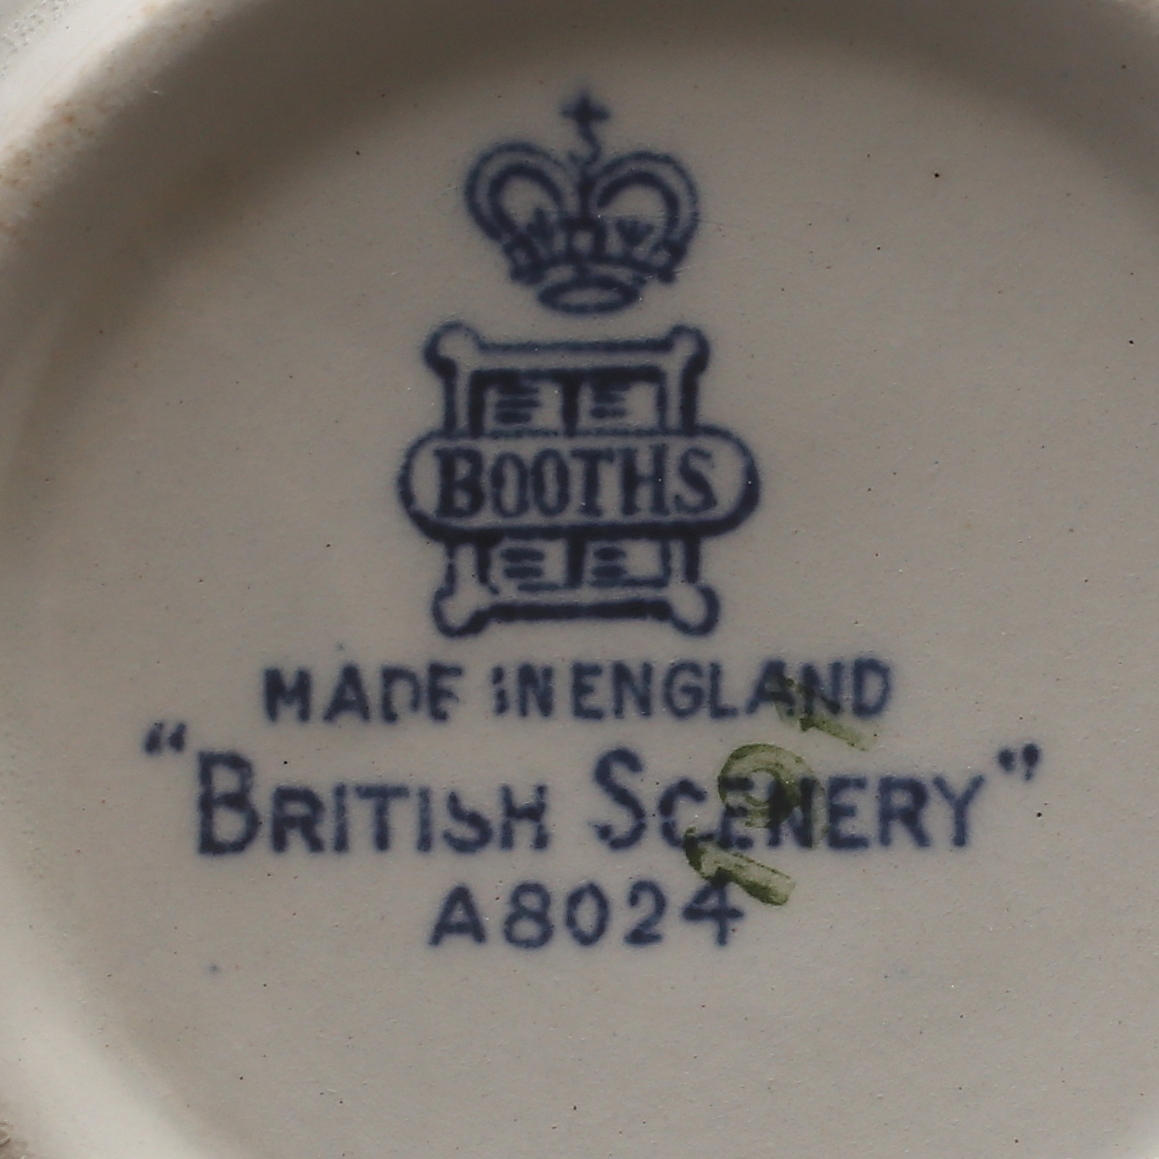 BOOTHS
MADE IN ENGLAND
“BRITISH SCENERY”
A8024